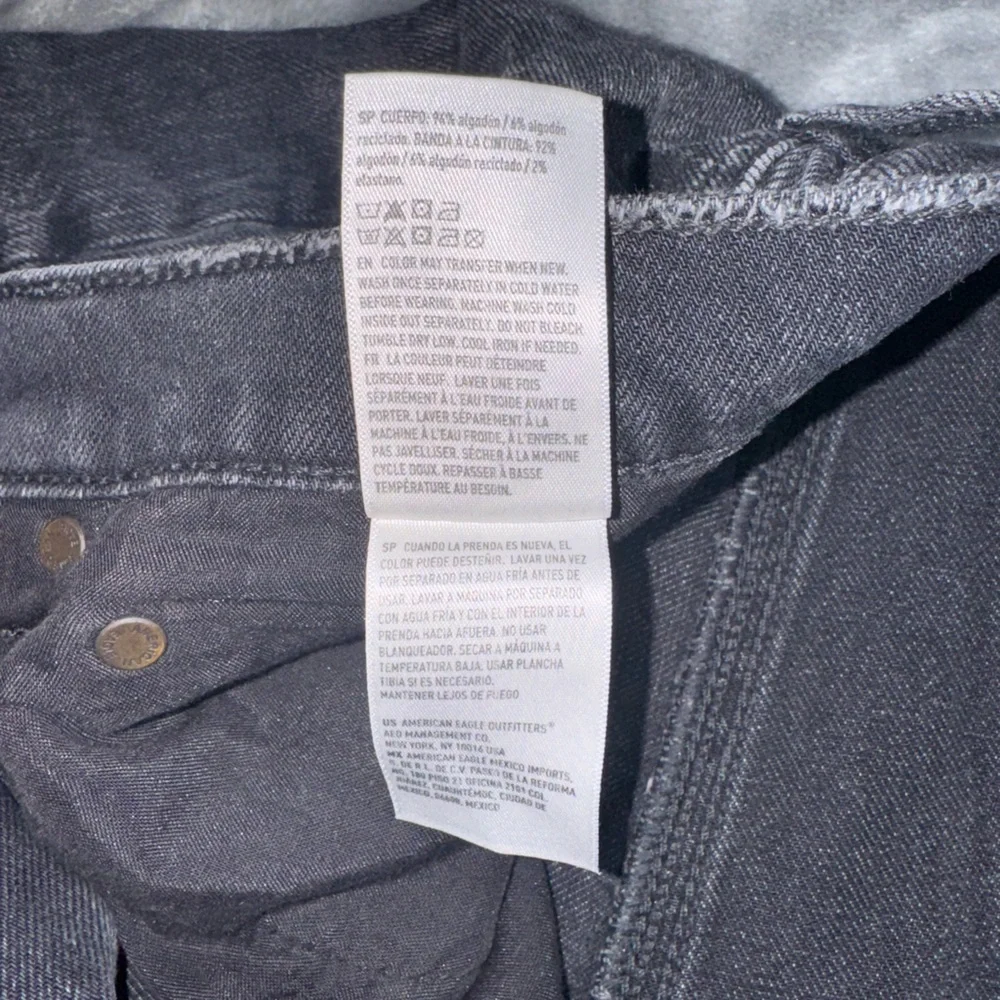 SP CUERPO: 94% algodón / 6% algodón
reciclado. BANDA A LA CINTURA: 92%
algodón / 6% algodón reciclado / 2%
elastano.
EN COLOR MAY TRANSFER WHEN NEW.
WASH ONCE SEPARATELY IN COLD WATER
BEFORE WEARING. MACHINE WASH COLD
INSIDE OUT SEPARATELY. DO NOT BLEACH
TUMBLE DRY LOW. COOL IRON IF NEEDED.
FR LA COULEUR PEUT DÉTEINDRE
LORSQUE NEUF. LAVER UNE FOIS
SÉPARÉMENT À L'EAU FROIDE AVANT DE
PORTER. LAVER SÉPARÉMENT À LA
MACHINE À L'EAU FROIDE, À L'ENVERS. NE
PAS JAVELLISER. SÉCHER À LA MACHINE
CYCLE DOUX. REPASSER À BASSE
TEMPÉRATURE AU BESOIN.
SP CUANDO LA PRENDA ES NUEVA, EL
COLOR PUEDE DESTEÑIR. LAVAR UNA VEZ
POR SEPARADO EN AGUA FRÍA ANTES DE
USAR. LAVAR A MÁQUINA POR SEPARADO
CON AGUA FRÍA Y CON EL INTERIOR DE LA
PRENDA HACIA AFUERA. NO USAR
BLANQUEADOR. SECAR A MÁQUINA A
TEMPERATURA BAJA. USAR PLANCHA
TIBIA SI ES NECESARIO.
MANTENER LEJOS DE FUEGO
US AMERICAN EAGLE OUTFITTERS®
AEO MANAGEMENT CO.
NEW YORK, NY 10016 USA
MX AMERICAN EAGLE MEXICO IMPORTS,
S. DE R.L. DE C.V. PASEO DE LA REFORMA
NO. 180 PISO 21 OFICINA 2101 COL.
JUÁREZ, CUAUHTÉMOC, CIUDAD DE
MÉXICO, 06600, MEXICO
AMERICAN